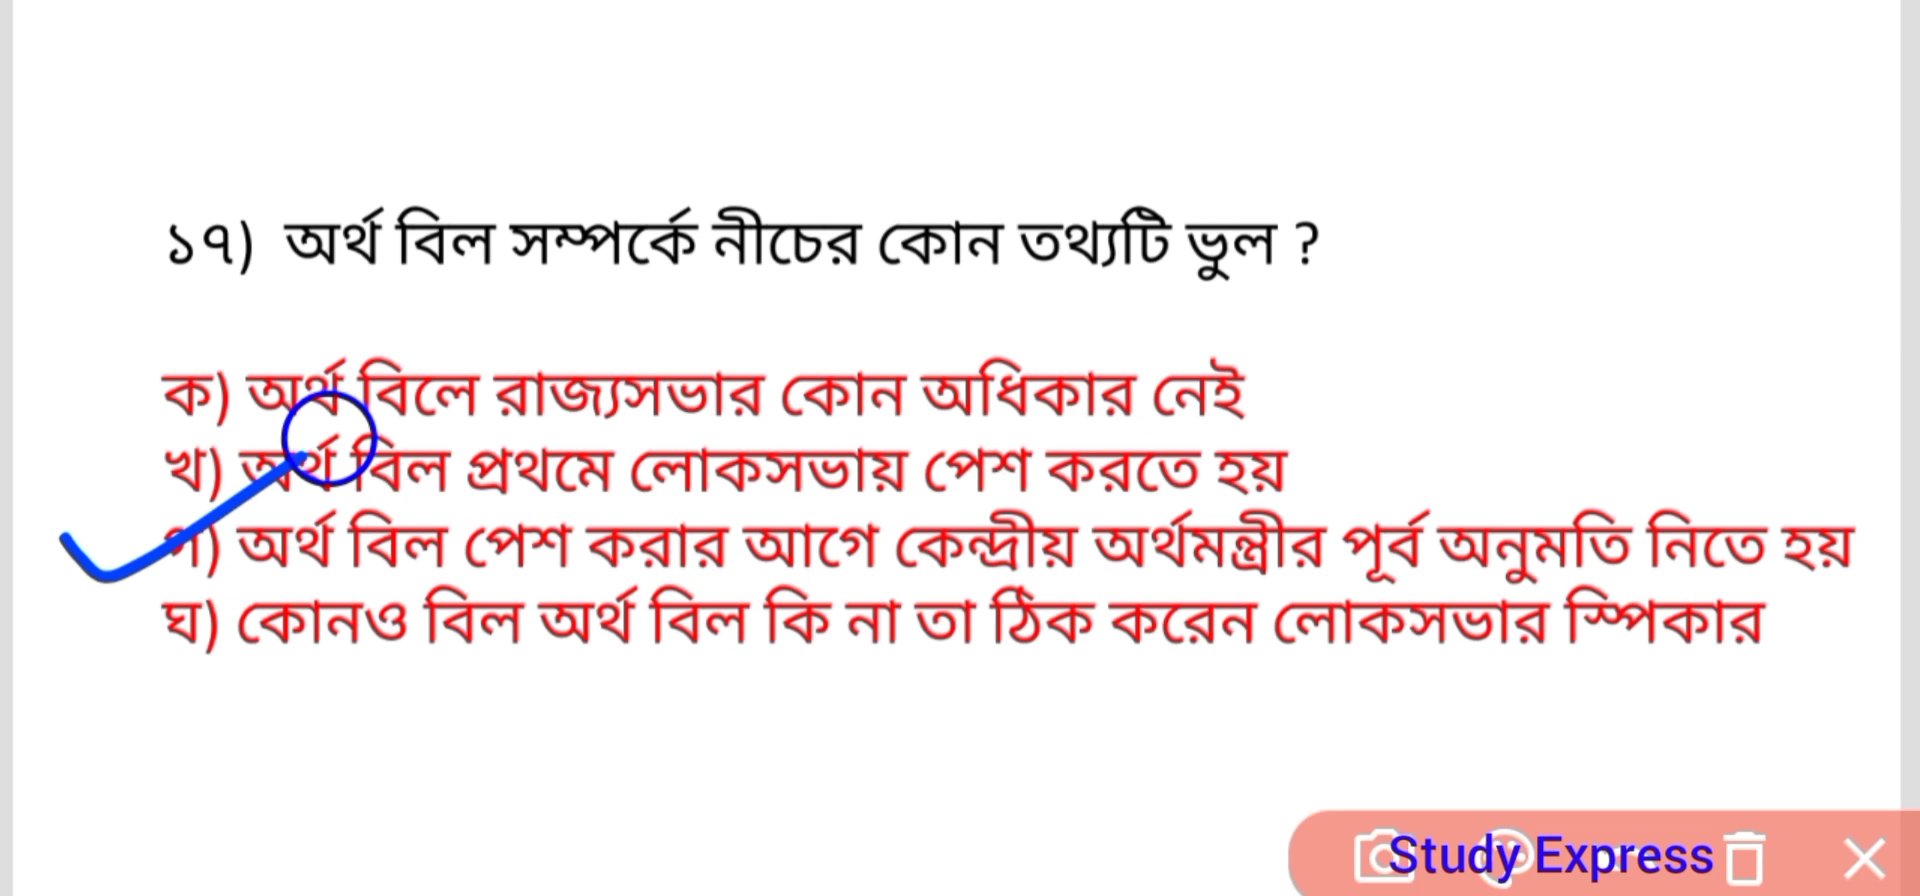 ১৭) অর্থ বিল সম্পর্কে নীচের কোন তথ্যটি ভুল ?
ক) অর্থ বিলে রাজ্যসভার কোন অধিকার নেই
খ) অর্থ বিল প্রথমে লোকসভায় পেশ করতে হয়
গ) অর্থ বিল পেশ করার আগে কেন্দ্রীয় অর্থমন্ত্রীর পূর্ব অনুমতি নিতে হয়
ঘ) কোনও বিল অর্থ বিল কি না তা ঠিক করেন লোকসভার স্পিকার
Study Express